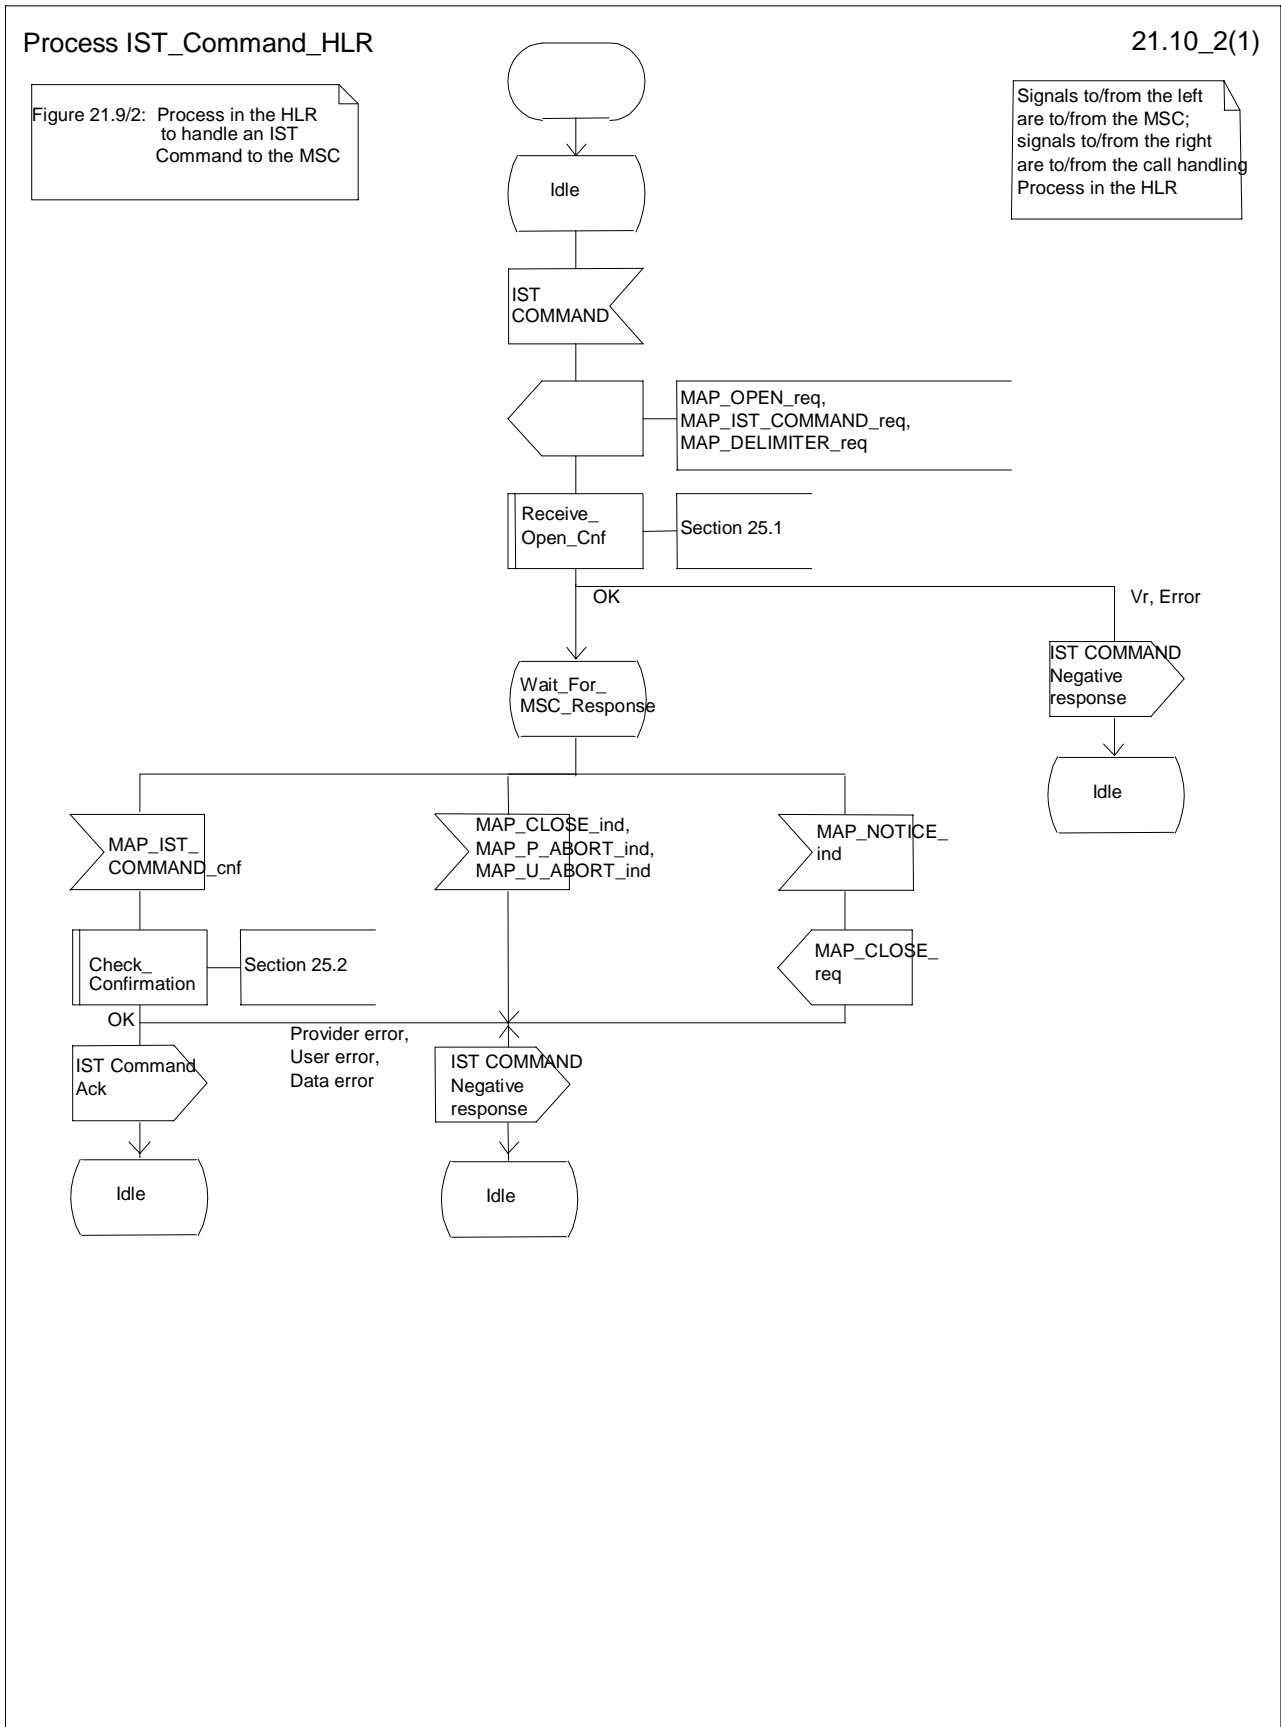 Process IST_Command_HLR
21.10_2(1)
Figure 21.9/2: Process in the HLR
to handle an IST
Command to the MSC
Signals to/from the left
are to/from the MSC;
signals to/from the right
are to/from the call handling
Process in the HLR
Idle
IST
COMMAND
MAP_OPEN_req,
MAP_IST_COMMAND_req,
MAP_DELIMITER_req
Receive_
Open_Cnf
Section 25.1
OK
Vr, Error
IST COMMAND
Negative
response
Wait_For_
MSC_Response
Idle
MAP_IST_
COMMAND_cnf
MAP_CLOSE_ind,
MAP_P_ABORT_ind,
MAP_U_ABORT_ind
MAP_NOTICE_
ind
Check_
Confirmation
Section 25.2
MAP_CLOSE_
req
OK
Provider error,
User error,
Data error
IST Command
Ack
IST COMMAND
Negative
response
Idle
Idle